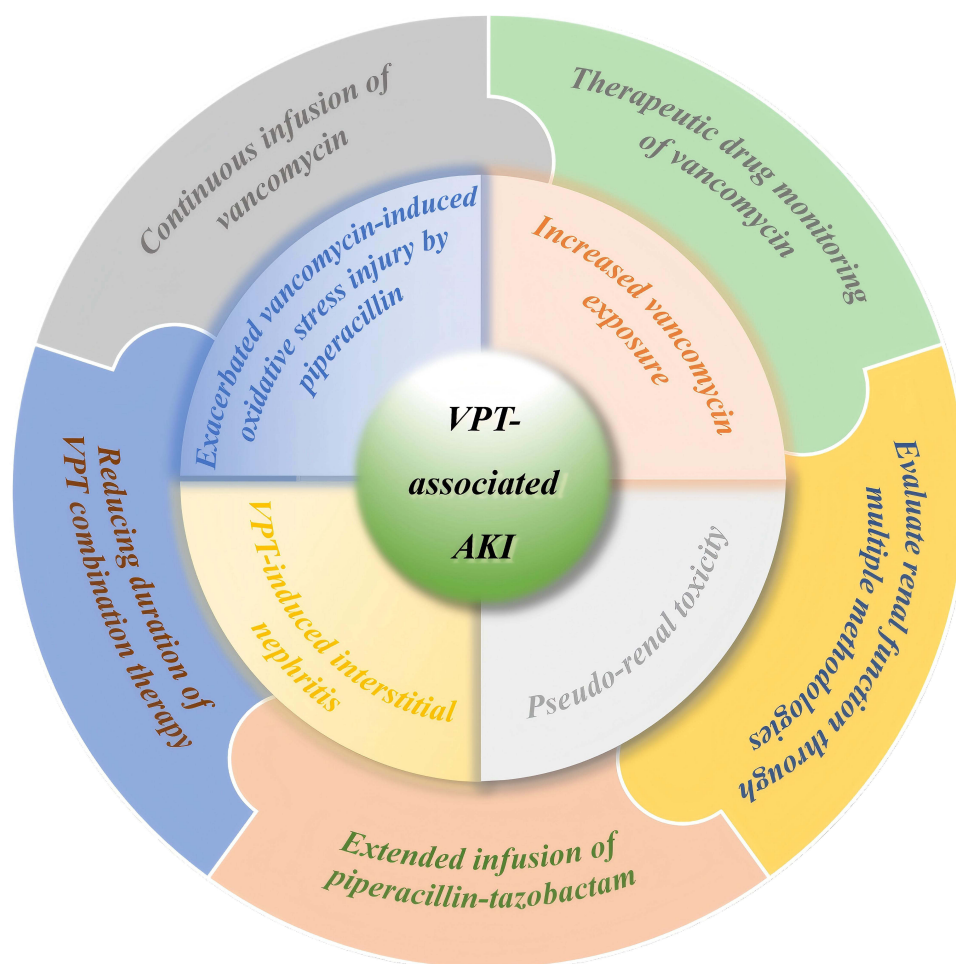 Continuous infusion of
vancomycin
Therapeutic drug monitoring
of vancomycin
Exacerbated vancomycin-induced
oxidative stress injury by
piperacillin
Increased vancomycin
exposure
VPT-
associated
AKI
Reducing duration of
VPT combination therapy
VPT-induced interstitial
nephritis
Pseudo-renal toxicity
Evaluate renal function through
multiple methodologies
Extended infusion of
piperacillin-tazobactam